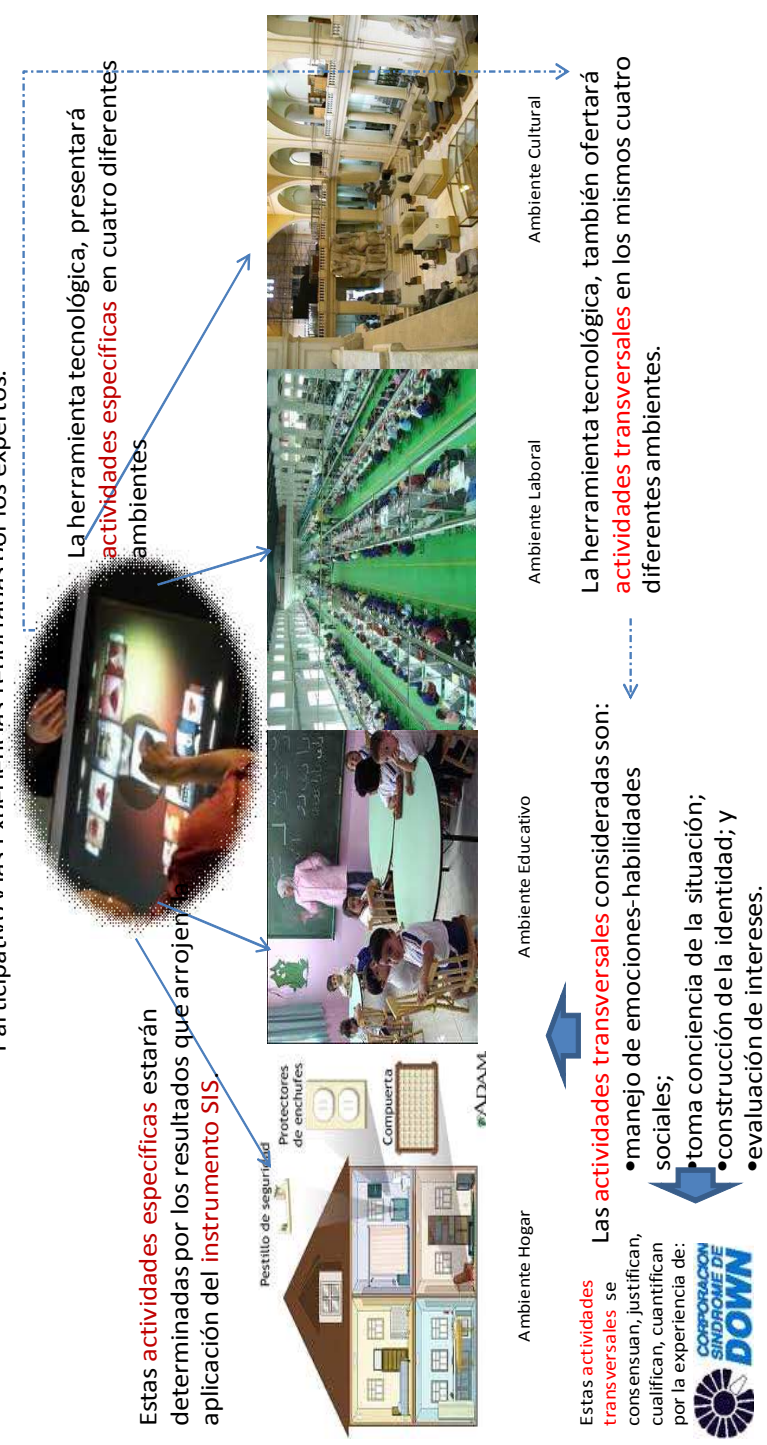 Estas actividades específicas estarán
determinadas por los resultados que arrojen
aplicación del instrumento SIS.
La herramienta tecnológica, presentará
actividades específicas en cuatro diferentes
ambientes
Pestillo de seguridad
Protectores
de enchufes
Compuerta
ADAM
Ambiente Hogar
Ambiente Educativo
Ambiente Laboral
Ambiente Cultural
Estas actividades
transversales se
consensuan, justifican,
cualifican, cuantifican
por la experiencia de:
CORPORACION
SINDROME DE
DOWN
Las actividades transversales consideradas son:
•manejo de emociones-habilidades
sociales;
•toma conciencia de la situación;
•construcción de la identidad; y
•evaluación de intereses.
La herramienta tecnológica, también ofertará
actividades transversales en los mismos cuatro
diferentes ambientes.